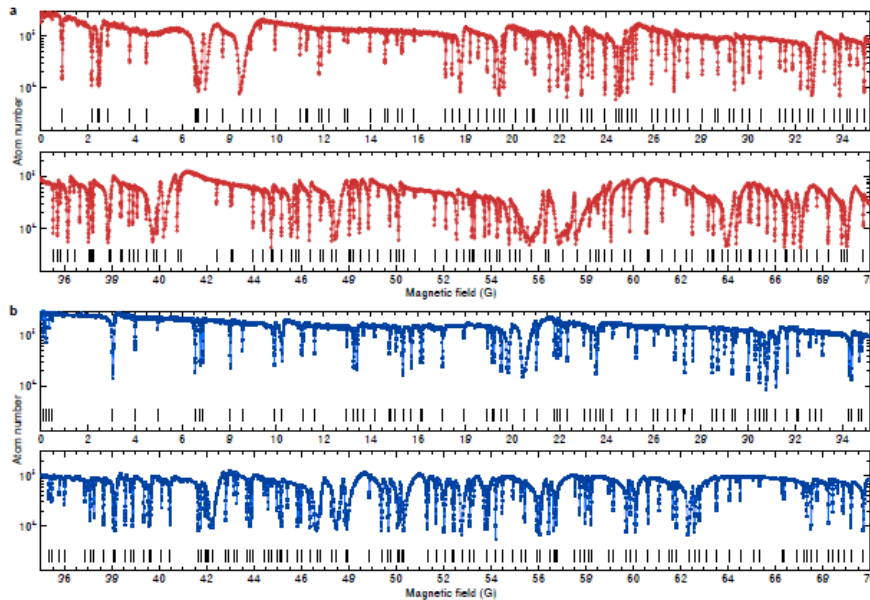 a
10⁵
10⁴
Atom number
0 2 4 6 8 10 12 14 16 18 20 22 24 26 28 30 32 34
10⁵
10⁴
36 38 40 42 44 46 48 50 52 54 56 58 60 62 64 66 68 7
Magnetic field (G)
b
10⁵
10⁴
Atom number
0 2 4 6 8 10 12 14 16 18 20 22 24 26 28 30 32 34
10⁵
10⁴
36 38 40 42 44 46 48 50 52 54 56 58 60 62 64 66 68 7
Magnetic field (G)